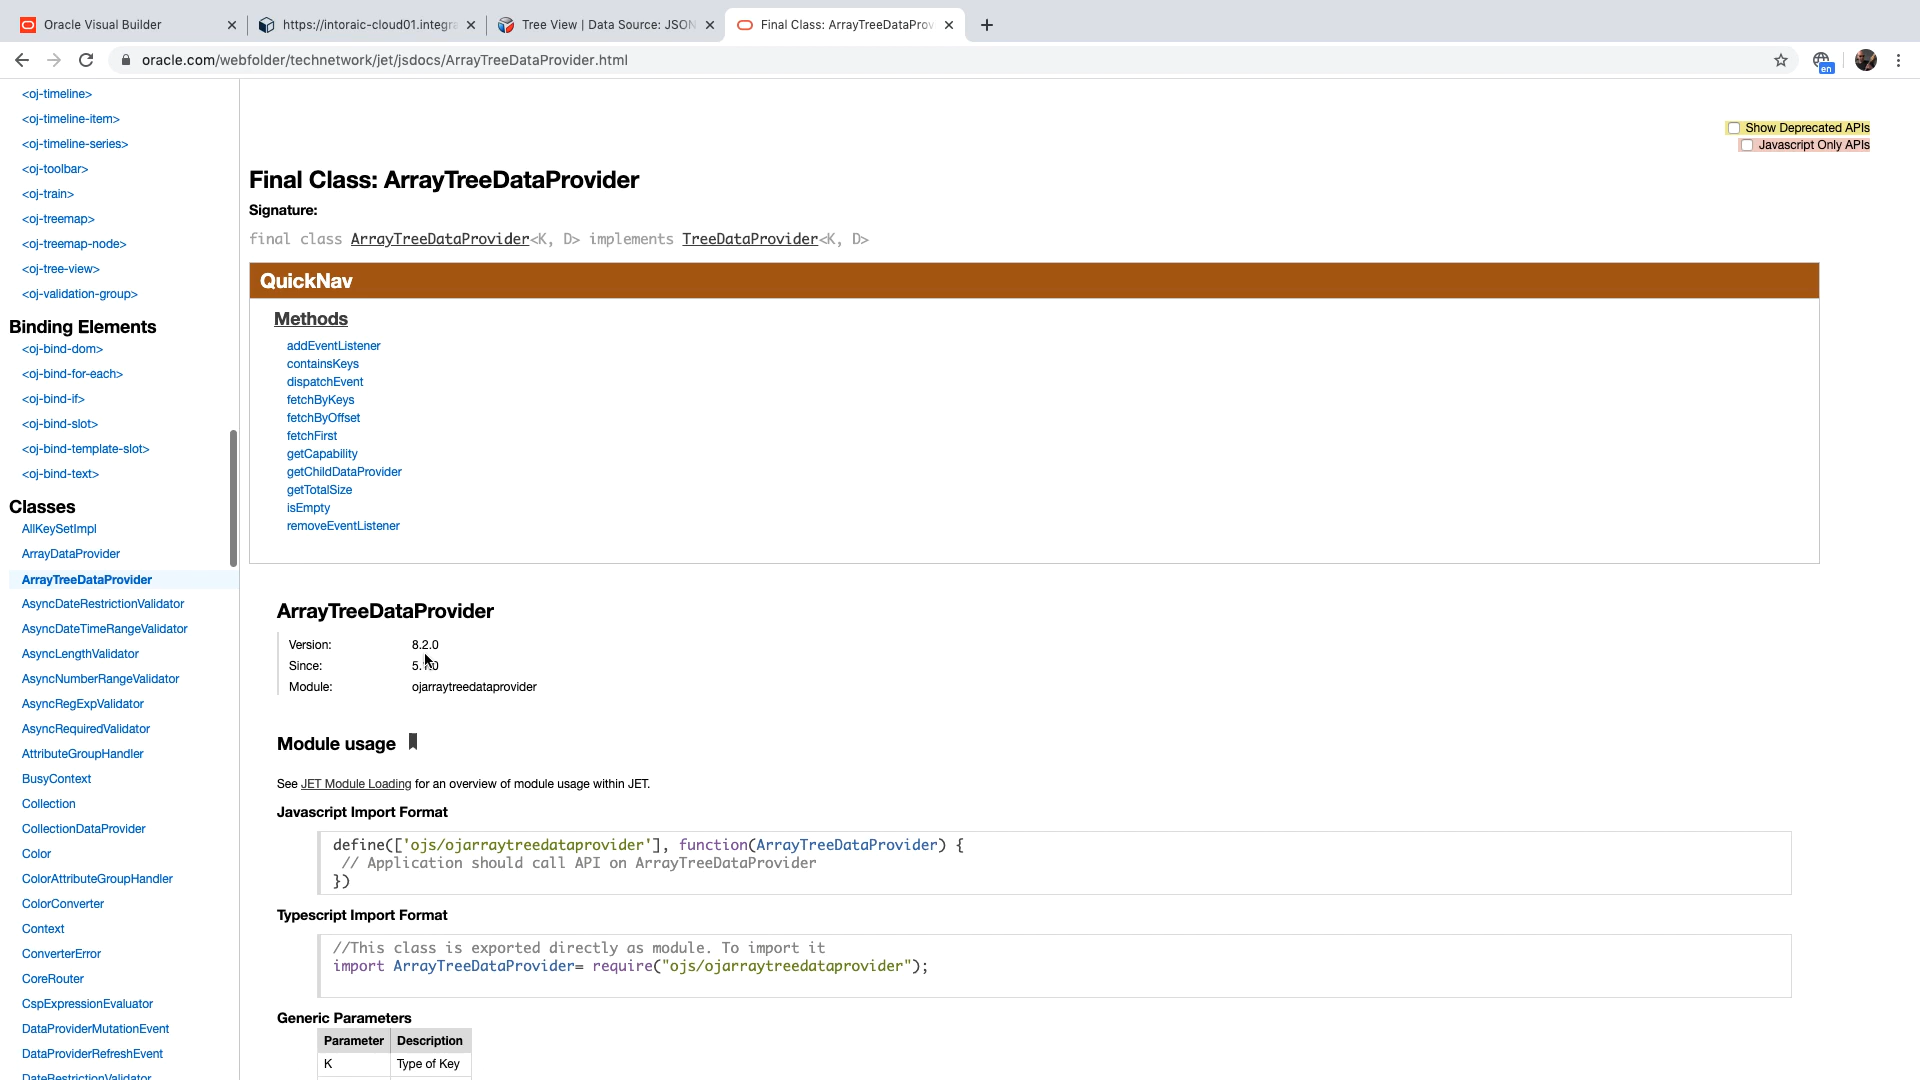 Oracle Visual Builder
https://intoraic-cloud01.integra
Tree View | Data Source: JSON
Final Class: ArrayTreeDataProv
oracle.com/webfolder/technetwork/jet/jsdocs/ArrayTreeDataProvider.html
en
<oj-timeline>
<oj-timeline-item>
<oj-timeline-series>
<oj-toolbar>
<oj-train>
<oj-treemap>
<oj-treemap-node>
<oj-tree-view>
<oj-validation-group>
Binding Elements
<oj-bind-dom>
<oj-bind-for-each>
<oj-bind-if>
<oj-bind-slot>
<oj-bind-template-slot>
<oj-bind-text>
Classes
AllKeySetImpl
ArrayDataProvider
ArrayTreeDataProvider
AsyncDateRestrictionValidator
AsyncDateTimeRangeValidator
AsyncLengthValidator
AsyncNumberRangeValidator
AsyncRegExpValidator
AsyncRequiredValidator
AttributeGroupHandler
BusyContext
Collection
CollectionDataProvider
Color
ColorAttributeGroupHandler
ColorConverter
Context
ConverterError
CoreRouter
CspExpressionEvaluator
DataProviderMutationEvent
DataProviderRefreshEvent
DateRestrictionValidator
Show Deprecated APIs
Javascript Only APIs
Final Class: ArrayTreeDataProvider
Signature:
final class ArrayTreeDataProvider<K, D> implements TreeDataProvider<K, D>
QuickNav
Methods
addEventListener
containsKeys
dispatchEvent
fetchByKeys
fetchByOffset
fetchFirst
getCapability
getChildDataProvider
getTotalSize
isEmpty
removeEventListener
ArrayTreeDataProvider
Version: 8.2.0
Since:
Module: ojarraytreedataprovider
Module usage
See JET Module Loading for an overview of module usage within JET.
Javascript Import Format
define(['ojs/ojarraytreedataprovider'], function(ArrayTreeDataProvider) {
// Application should call API on ArrayTreeDataProvider
})
Typescript Import Format
//This class is exported directly as module. To import it
import ArrayTreeDataProvider= require("ojs/ojarraytreedataprovider");
Generic Parameters
Parameter Description
K Type of Key